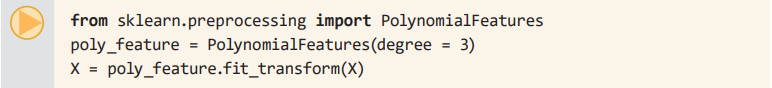 from sklearn.preprocessing import PolynomialFeatures
poly_feature = PolynomialFeatures(degree = 3)
X = poly_feature.fit_transform(X)